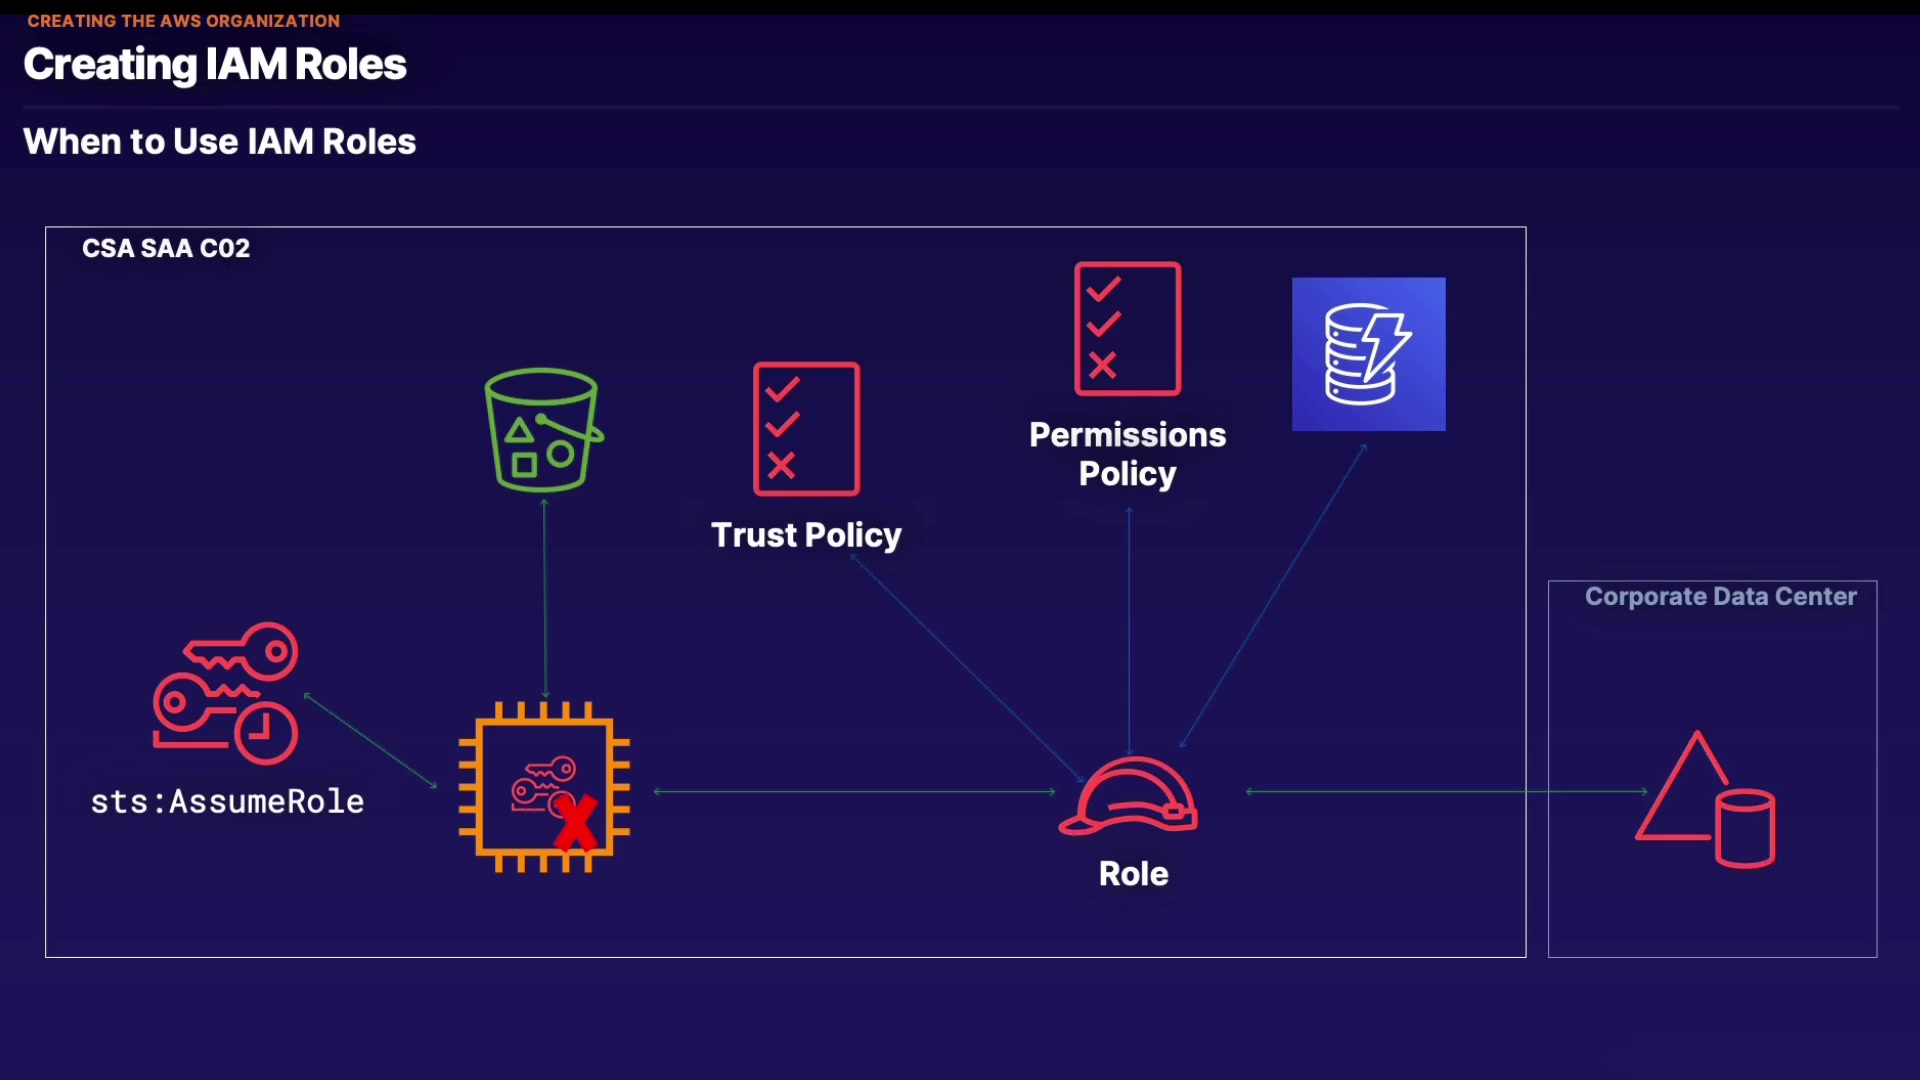 CREATING THE AWS ORGANIZATION
Creating IAM Roles
When to Use IAM Roles
CSA SAA C02
Permissions
Policy
Trust Policy
Corporate Data Center
sts:AssumeRole
Role